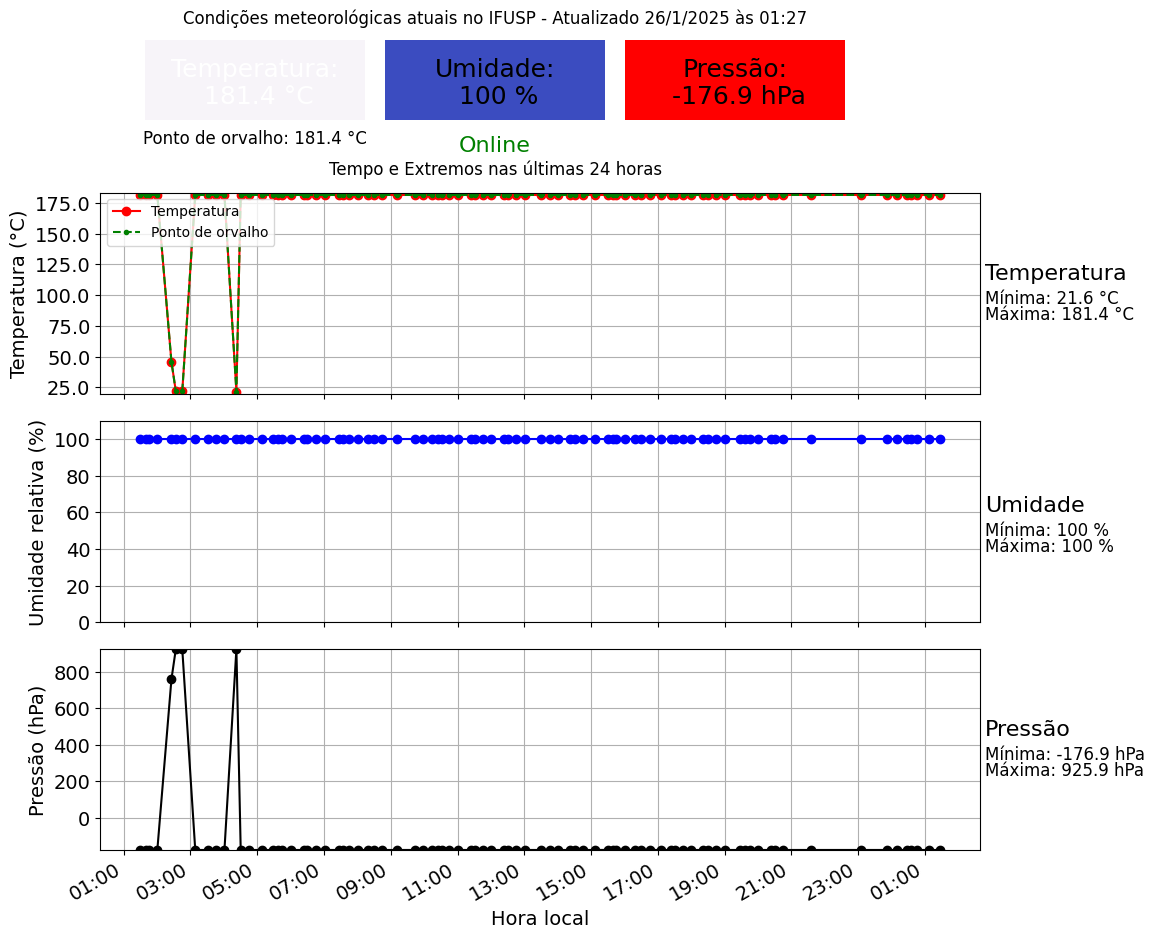 Condições meteorológicas atuais no IFUSP - Atualizado 26/1/2025 às 01:27
Temperatura:
181.4 °C
Umidade:
100 %
Pressão:
-176.9 hPa
Ponto de orvalho: 181.4 °C
Online
Tempo e Extremos nas últimas 24 horas
Temperatura (°C)
175.0
150.0
125.0
100.0
75.0
50.0
25.0
Temperatura
Ponto de orvalho
Temperatura
Mínima: 21.6 °C
Máxima: 181.4 °C
Umidade relativa (%)
100
80
60
40
20
0
Umidade
Mínima: 100 %
Máxima: 100 %
Pressão (hPa)
800
600
400
200
0
Pressão
Mínima: -176.9 hPa
Máxima: 925.9 hPa
01:00 03:00 05:00 07:00 09:00 11:00 13:00 15:00 17:00 19:00 21:00 23:00 01:00
Hora local